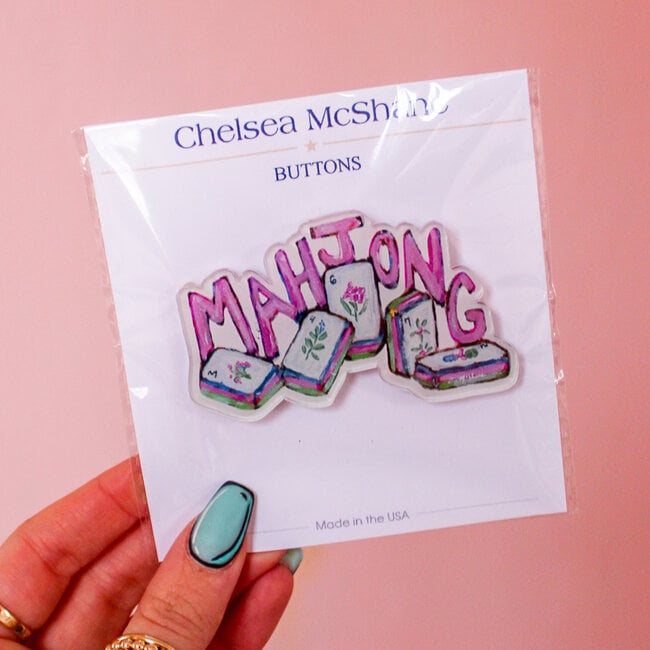 Chelsea McShane
BUTTONS
MAHJONG
Made in the USA